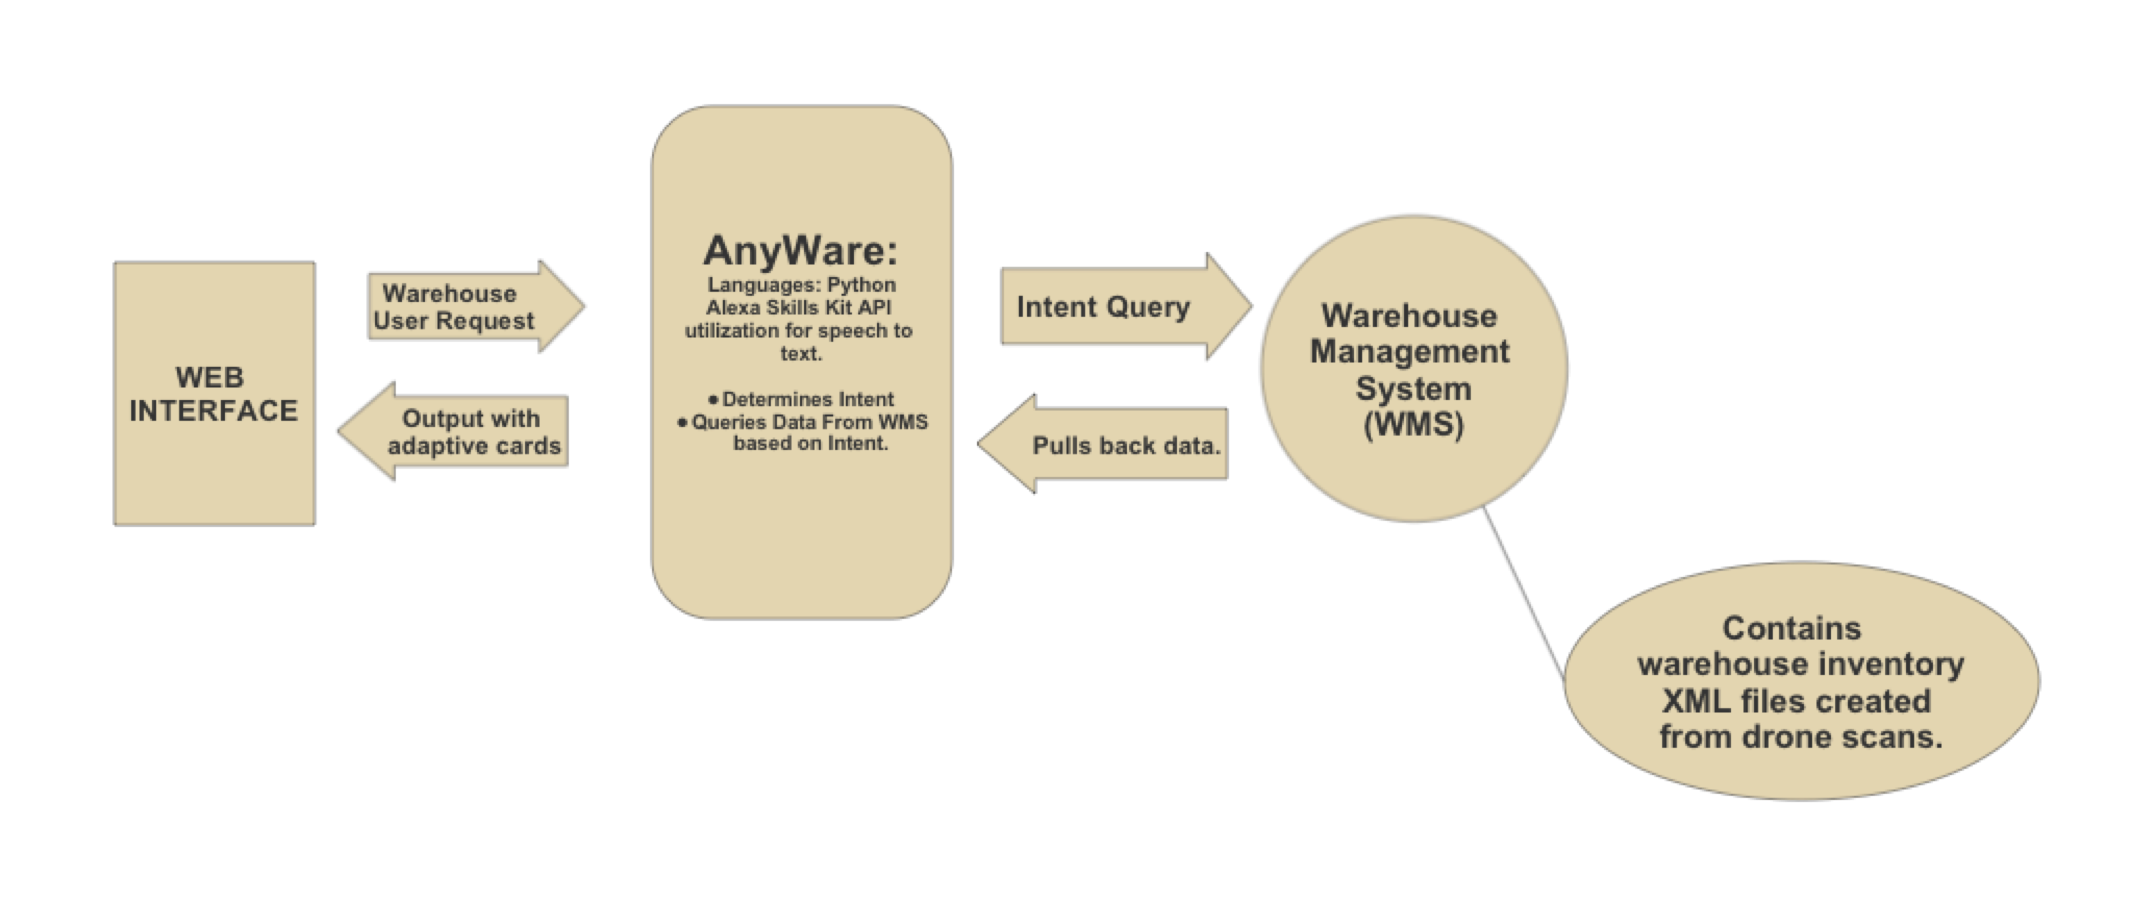 WEB
INTERFACE
Warehouse
User Request
Output with
adaptive cards
AnyWare:
Languages: Python
Alexa Skills Kit API
utilization for speech to
text.
● Determines Intent
● Queries Data From WMS
based on Intent.
Intent Query
Pulls back data.
Warehouse
Management
System
(WMS)
Contains
warehouse inventory
XML files created
from drone scans.